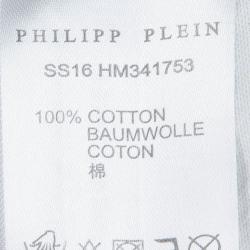 PHILIPP PLEIN
SS16 HM341753
100% COTTON
BAUMWOLLE
COTON
棉